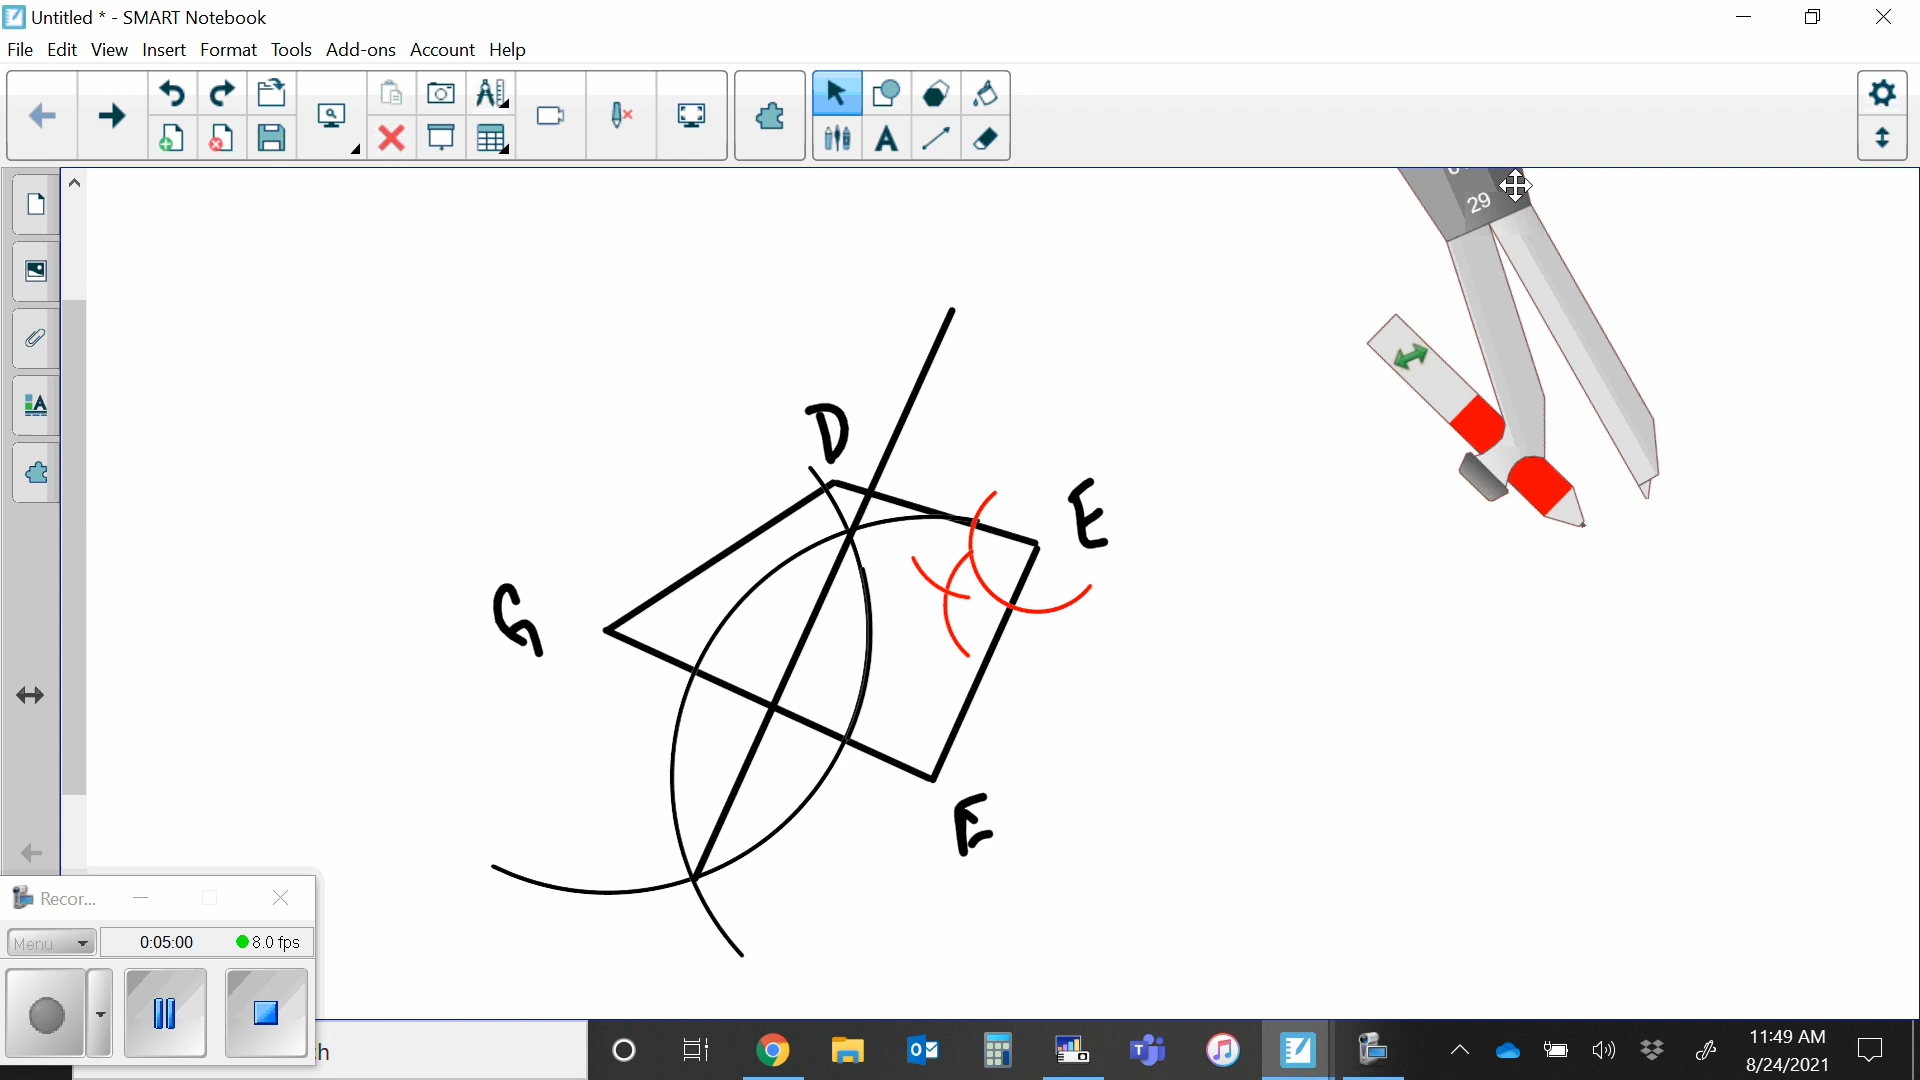 Untitled * - SMART Notebook
File Edit View Insert Format Tools Add-ons Account Help
29
D
E
G
Recor...
Menu
0:05:00
8.0 fps
11:49 AM
8/24/2021